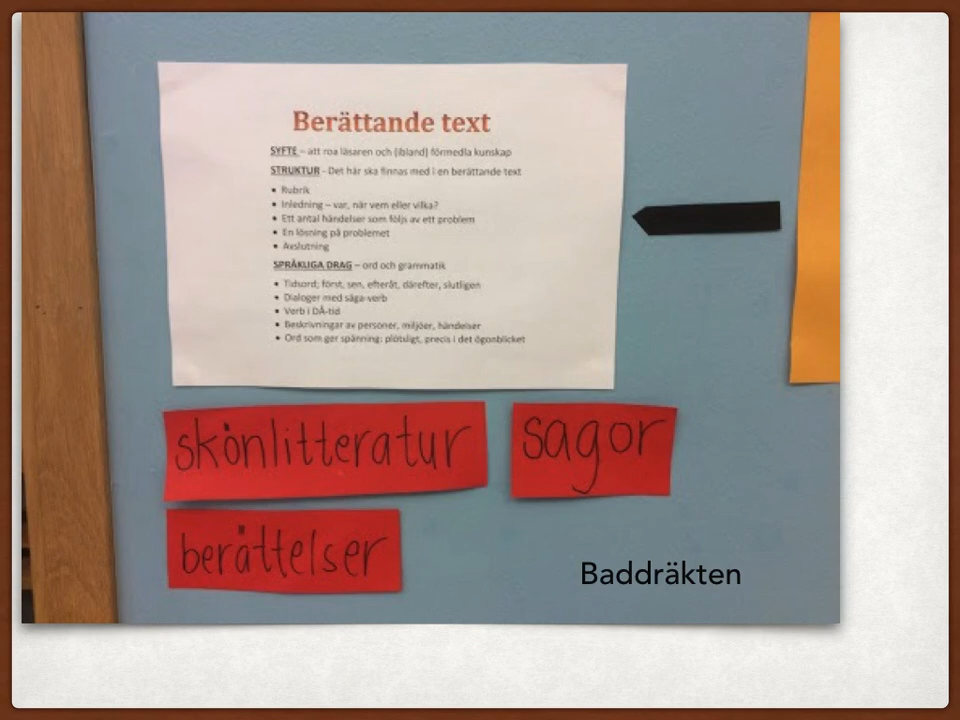 Berättande text
SYFTE – att roa läsaren och (ibland) förmedla kunskap
STRUKTUR - Det här ska finnas med i en berättande text
• Rubrik
• Inledning – var, när vem eller vilka?
• Ett antal händelser som följs av ett problem
• En lösning på problemet
• Avslutning
SPRÅKLIGA DRAG – ord och grammatik
• Tidsord; först, sen, efteråt, därefter, slutligen
• Dialoger med säga-verb
• Verb i DÅ-tid
• Beskrivningar av personer, miljöer, händelser
• Ord som ger spänning: plötsligt, precis i det ögonblicket
skönlitteratur
sagor
berättelser
Baddräkten